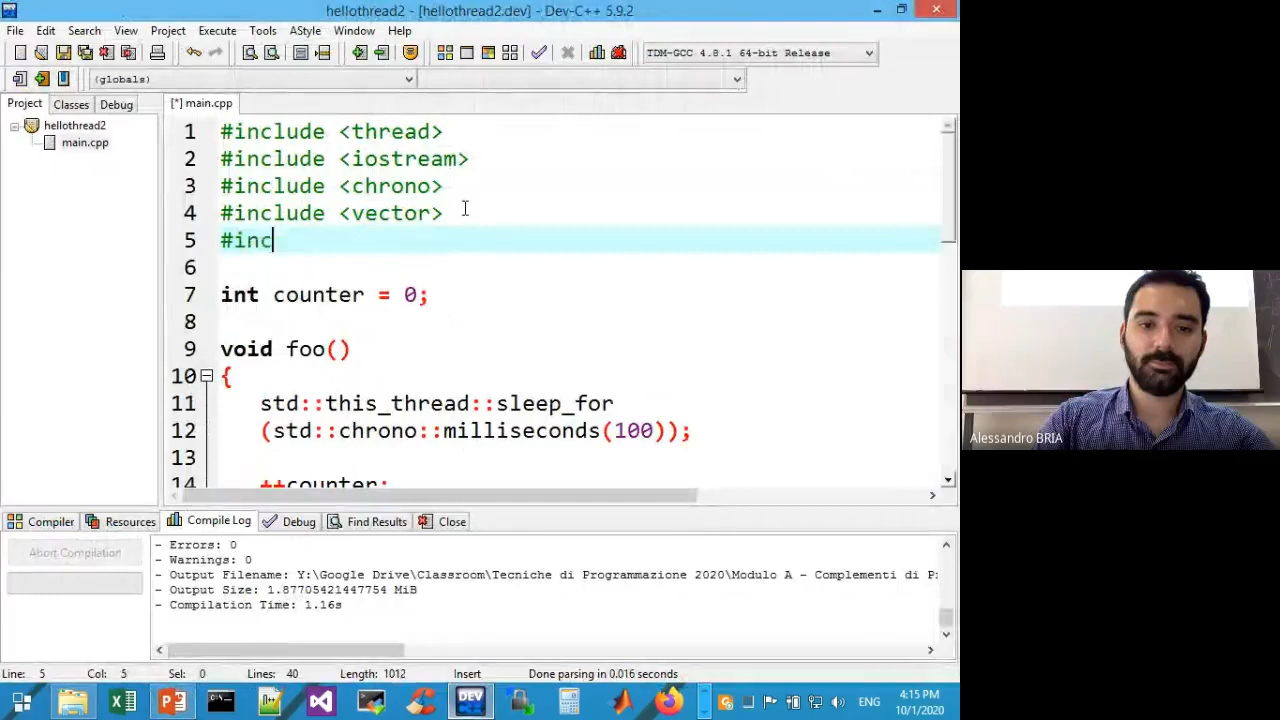 hellothread2 - [hellothread2.dev] - Dev-C++ 5.9.2
File Edit Search View Project Execute Tools AStyle Window Help
TDM-GCC 4.8.1 64-bit Release
(globals)
Project Classes Debug
[*] main.cpp
hellothread2
main.cpp
1 #include <thread>
2 #include <iostream>
3 #include <chrono>
4 #include <vector>
5 #inc
6
7 int counter = 0;
8
9 void foo()
10 {
11 std::this_thread::sleep_for
12 (std::chrono::milliseconds(100));
13
14 ++counter;
Alessandro BRIA
Compiler Resources Compile Log Debug Find Results Close
Abort Compilation
- Errors: 0
- Warnings: 0
- Output Filename: Y:\Google Drive\Classroom\Tecniche di Programmazione 2020\Modulo A - Complementi di P
- Output Size: 1.87705421447754 MiB
- Compilation Time: 1.16s
Line: 5 Col: 5 Sel: 0 Lines: 40 Length: 1012 Insert Done parsing in 0.016 seconds
DEV
ENG
4:15 PM
10/1/2020